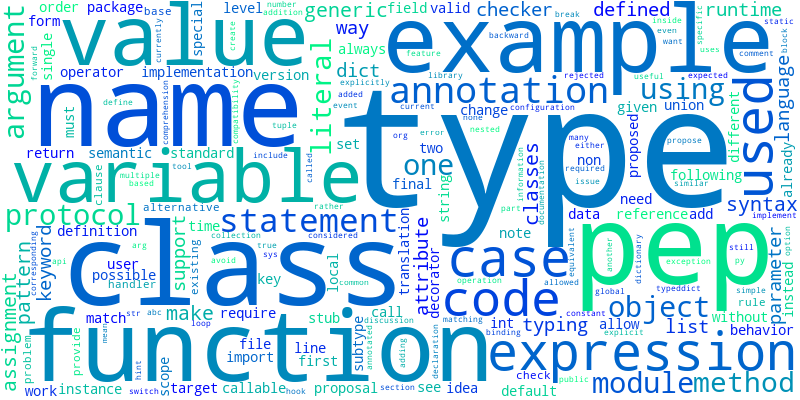 order package base level generic field valid checker defined runtime
form single special always way number addition create currently break inside static
value example
operator implementation version dict annotation using backward even want specific uses comment block
argument name literal type used
must define comprehension compatibility feature library explicitly rejected useful expected
added event current configuration change given union different already language
return semantic standard tuple include called set org error none nested two non proposed many either propose
variable one classes following
clause multiple based tool rather string final required issue similar
protocol alternative statement attribute information documentation part need data reference add syntax implement
definition time collection true sys considered translation note case pep still
keyword arg avoid common local decorator equivalent another exception py option
pattern corresponding api user possible handler support existing key class operation allowed dictionary typeddict simple rule instead parameter
assignment function make require call discussion code constant global object without
match str abc loop stub subtype annotated adding declaration matching binding int typing allow explicit list behavior
problem provide mean file line import first expression
hint scope check public module method
work instance switch target callable hook proposal section see idea default